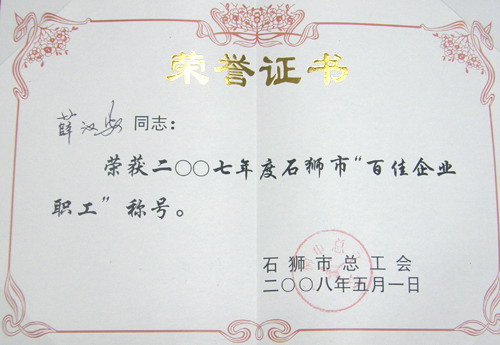 荣誉证书
薛汉安 同志：
荣获二〇〇七年度石狮市“百佳企业
职工”称号。
石狮市总工会
二〇〇八年五月一日